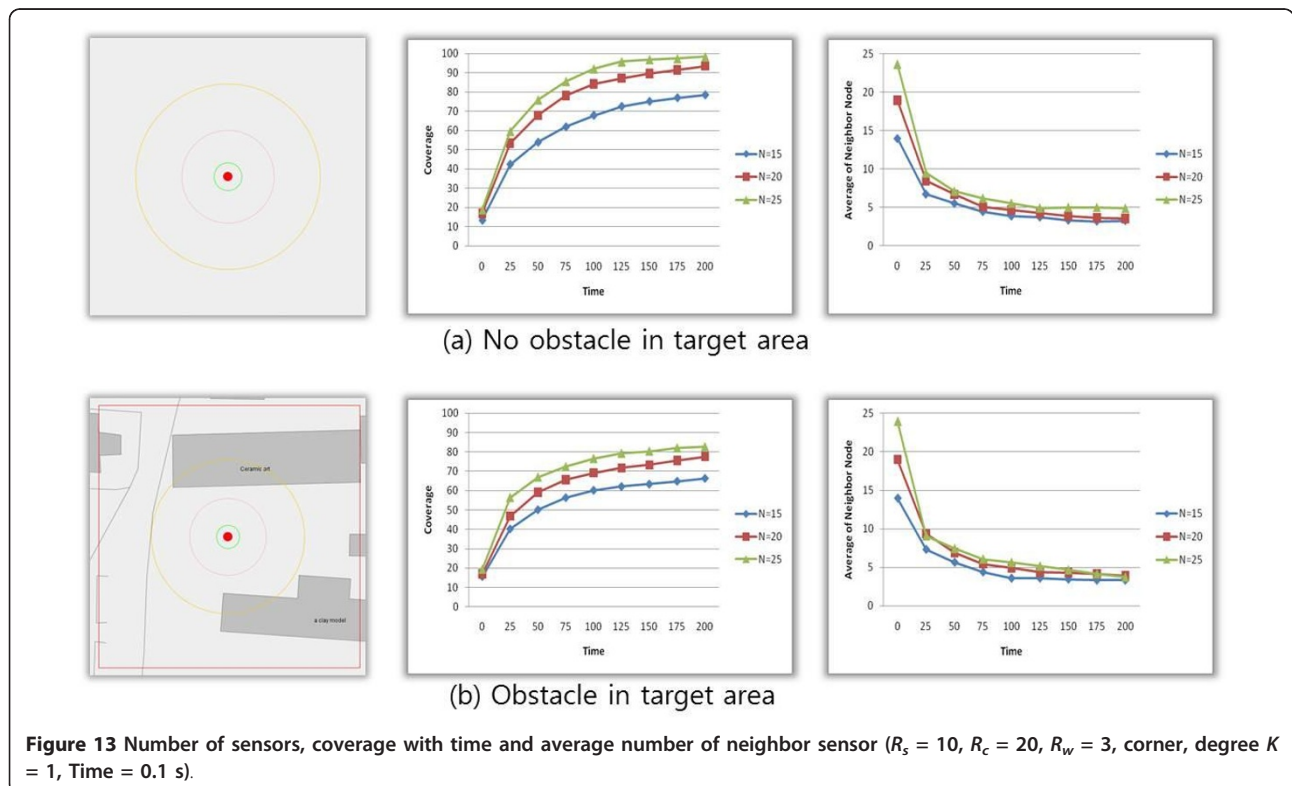 100
90
80
70
60
50
40
30
20
10
0
Coverage
0 25 50 75 100 125 150 175 200
Time
N=15
N=20
N=25
25
20
15
10
5
0
Average of Neighbor Node
0 25 50 75 100 125 150 175 200
Time
N=15
N=20
N=25
(a) No obstacle in target area
Ceramic art
a clay model
100
90
80
70
60
50
40
30
20
10
0
Coverage
0 25 50 75 100 125 150 175 200
Time
N=15
N=20
N=25
25
20
15
10
5
0
Average of Neighbor Node
0 25 50 75 100 125 150 175 200
Time
N=15
N=20
N=25
(b) Obstacle in target area
Figure 13 Number of sensors, coverage with time and average number of neighbor sensor (Rs = 10, Rc = 20, Rw = 3, corner, degree K
= 1, Time = 0.1 s).